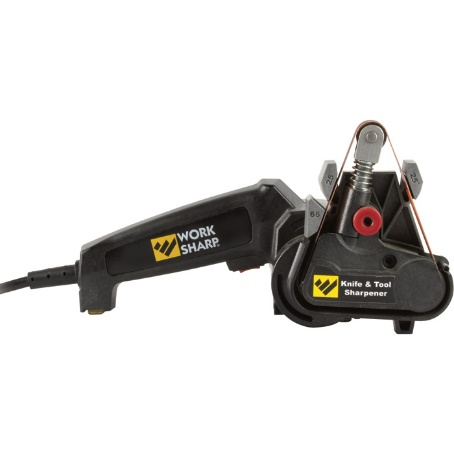 WORK
SHARP.
25
25
65
Knife & Tool
Sharpener